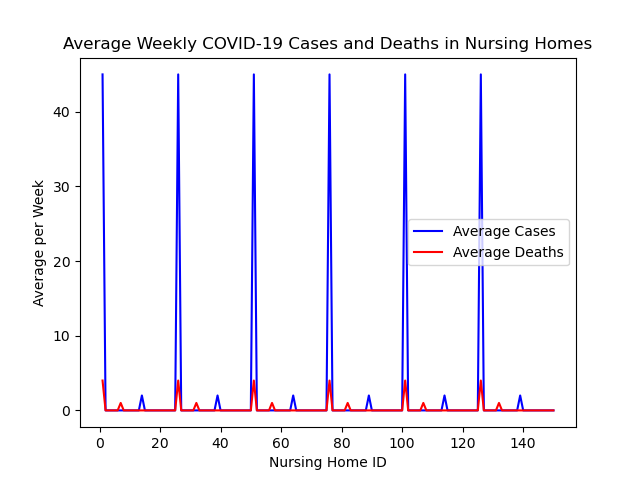 Average Weekly COVID-19 Cases and Deaths in Nursing Homes
40
30
20
10
0
Average per Week
Average Cases
Average Deaths
0 20 40 60 80 100 120 140
Nursing Home ID